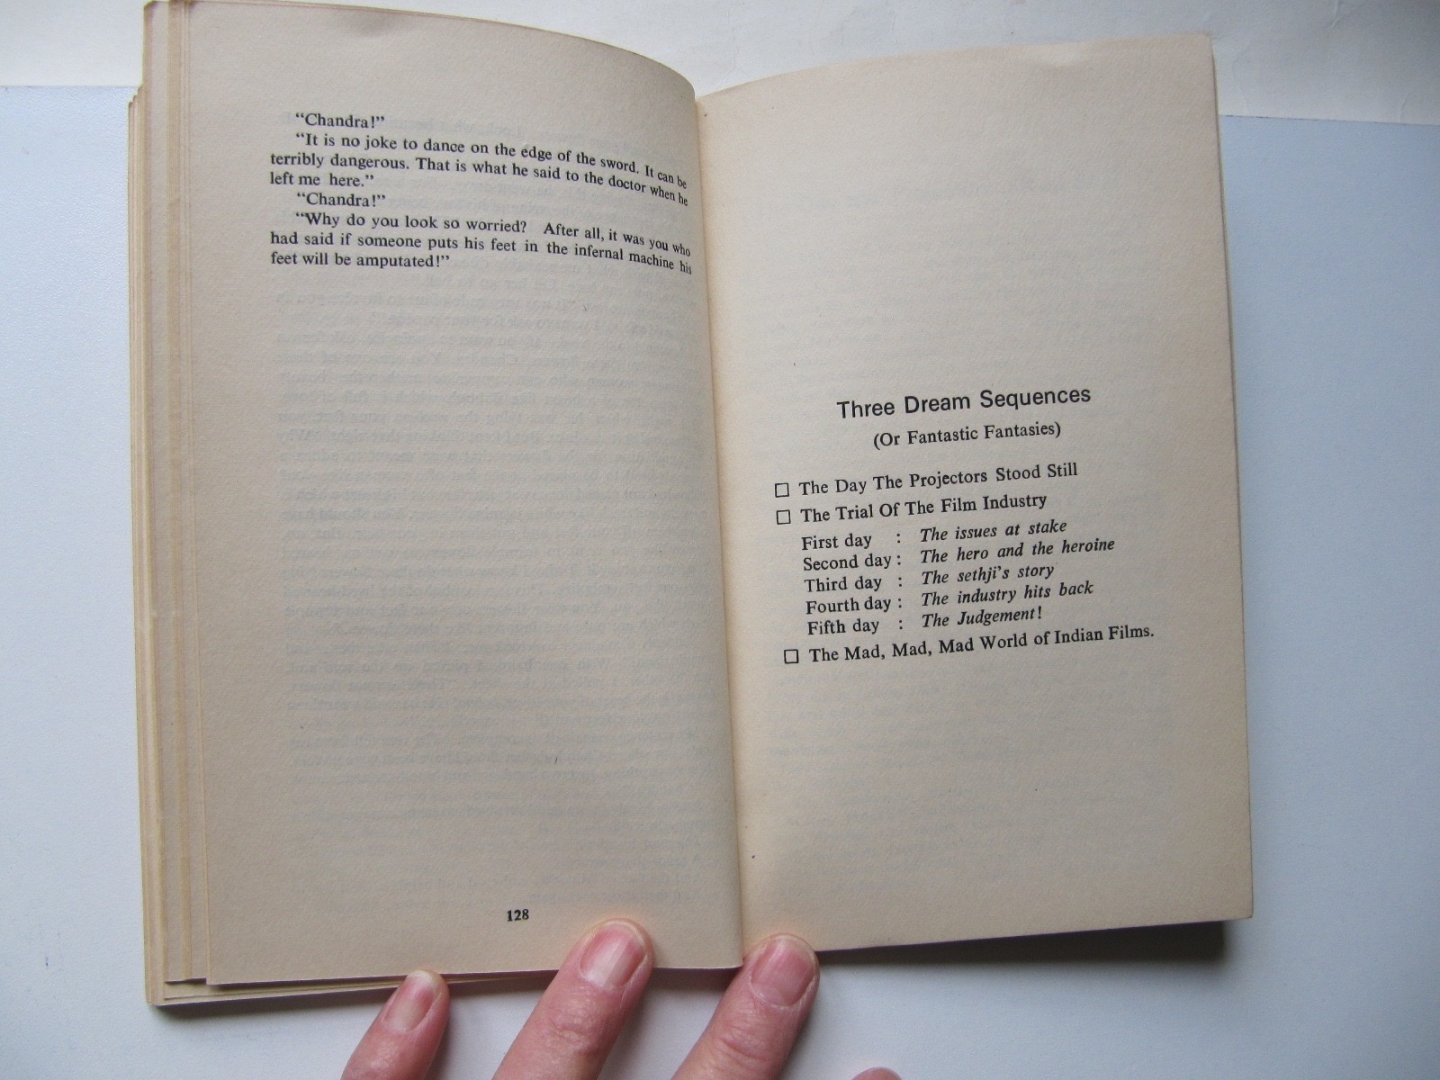 “Chandra!”
“It is no joke to dance on the edge of the sword. It can be
terribly dangerous. That is what he said to the doctor when he
left me here.”
“Chandra!”
“Why do you look so worried? After all, it was you who
had said if someone puts his feet in the infernal machine his
feet will be amputated!”
128
Three Dream Sequences
(Or Fantastic Fantasies)
☐ The Day The Projectors Stood Still
☐ The Trial Of The Film Industry
First day : The issues at stake
Second day : The hero and the heroine
Third day : The sethji's story
Fourth day : The industry hits back
Fifth day : The Judgement!
☐ The Mad, Mad, Mad World of Indian Films.